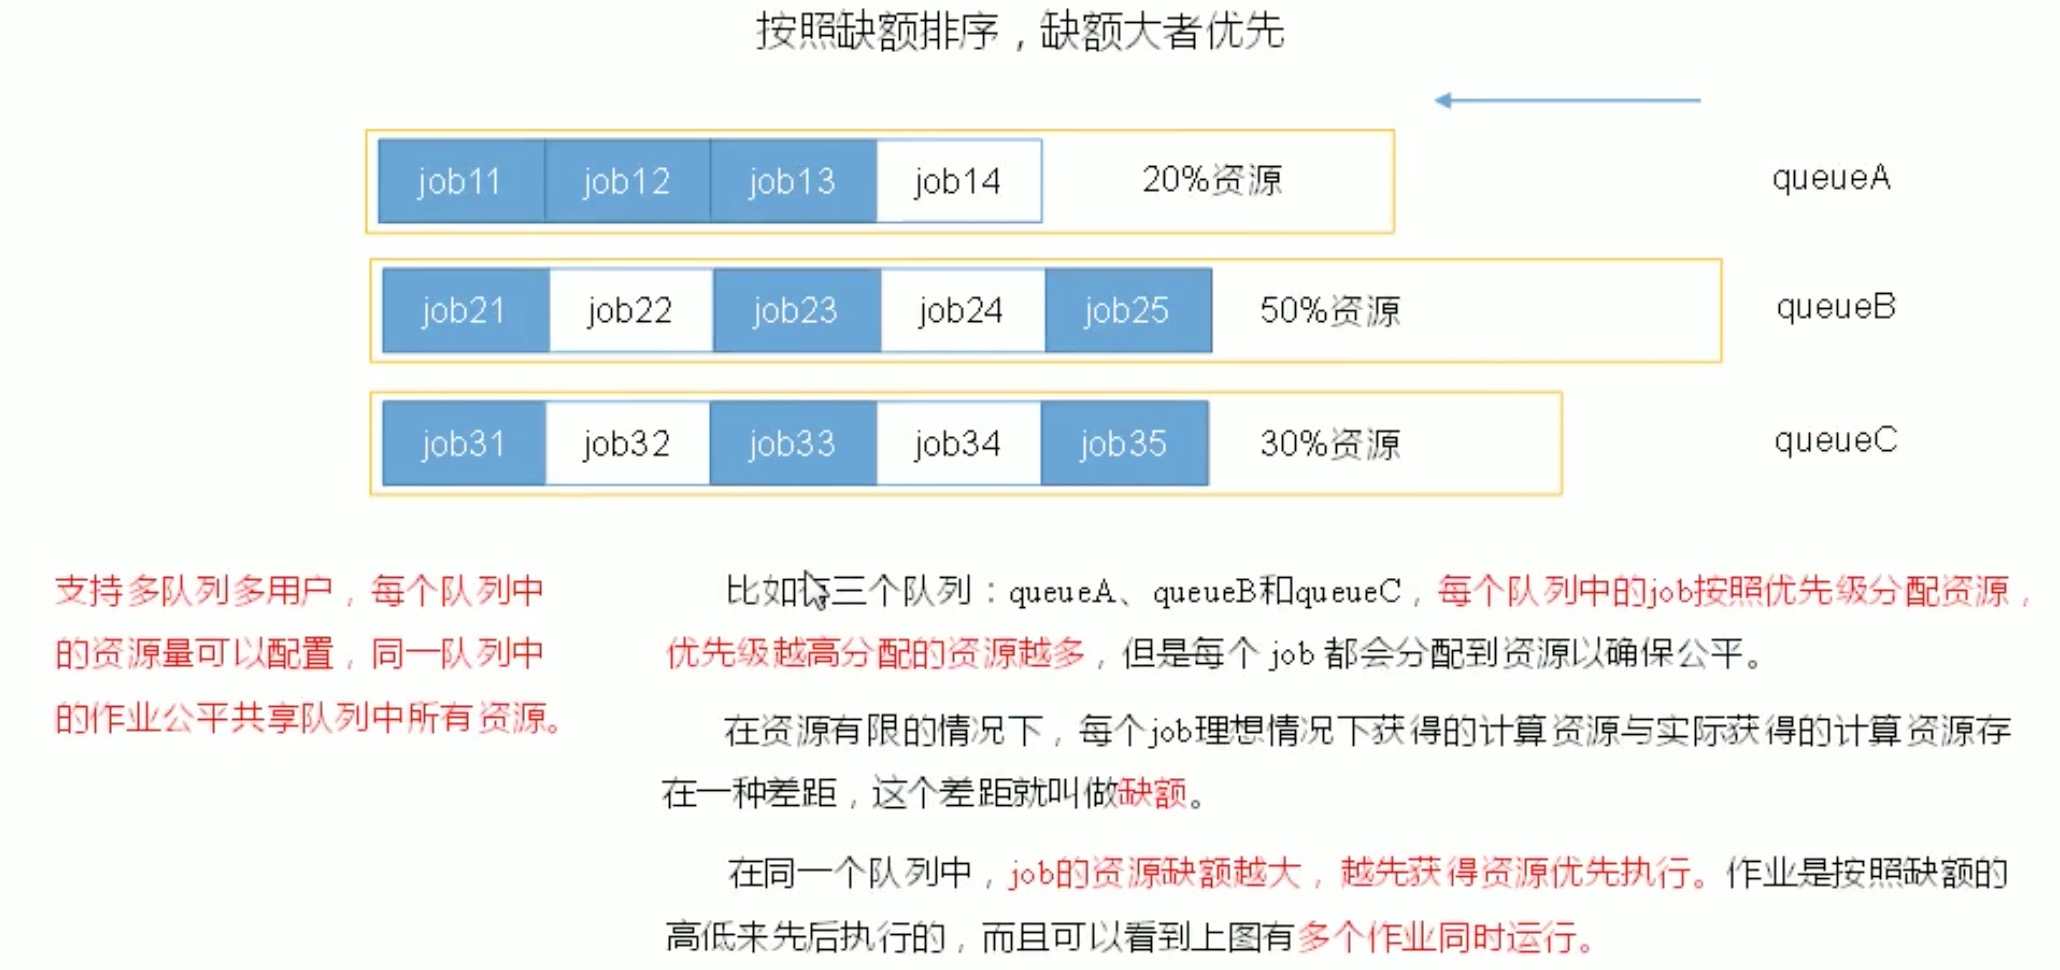 按照缺额排序，缺额大者优先
job11 job12 job13 job14 20%资源 queueA
job21 job22 job23 job24 job25 50%资源 queueB
job31 job32 job33 job34 job35 30%资源 queueC
支持多队列多用户，每个队列中
的资源量可以配置，同一队列中
的作业公平共享队列中所有资源。
比如有三个队列：queueA、queueB和queueC，每个队列中的job按照优先级分配资源，
优先级越高分配的资源越多，但是每个 job 都会分配到资源以确保公平。
在资源有限的情况下，每个job理想情况下获得的计算资源与实际获得的计算资源存
在一种差距，这个差距就叫做缺额。
在同一个队列中，job的资源缺额越大，越先获得资源优先执行。作业是按照缺额的
高低来先后执行的，而且可以看到上图有多个作业同时运行。